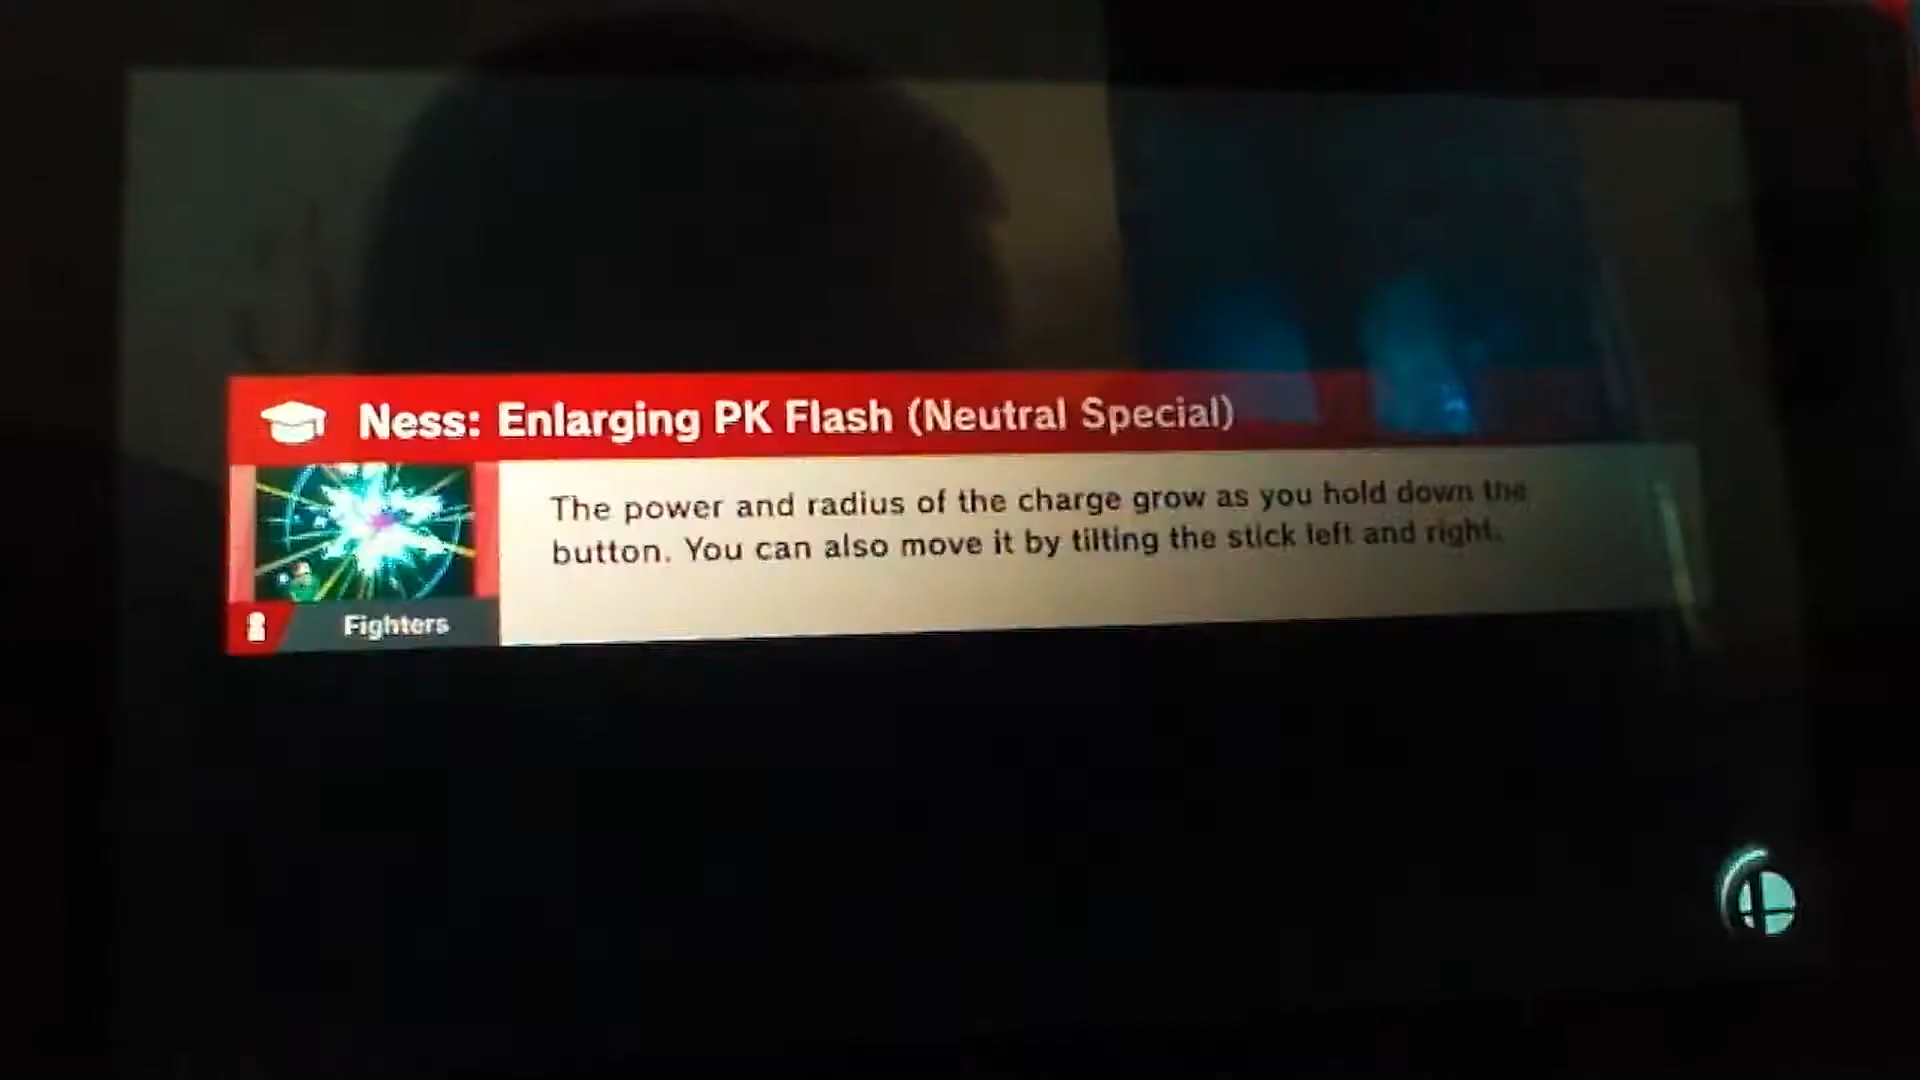 Ness: Enlarging PK Flash (Neutral Special)
The power and radius of the charge grow as you hold down the
button. You can also move it by tilting the stick left and right.
Fighters